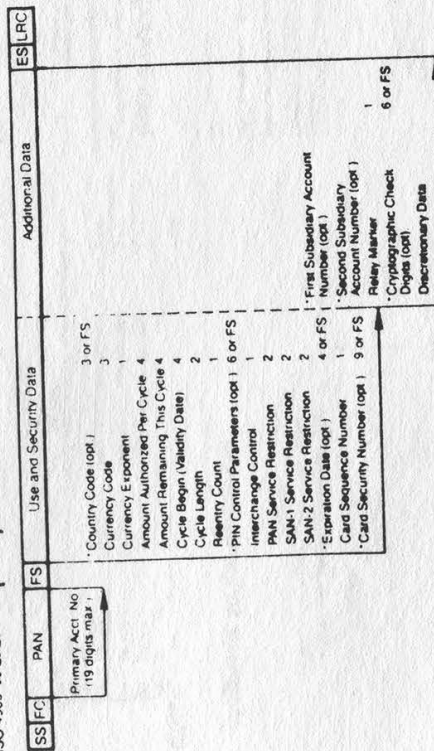 SS FC PAN FS Use and Security Data Additional Data ES LRC
Primary Acct No
(19 digits max.)
*Country Code (opt.) 3 or FS
Currency Code 3
Currency Exponent 1
Amount Authorized Per Cycle 4
Amount Remaining This Cycle 4
Cycle Begin (Validity Date) 4
Cycle Length 2
Reentry Count 1
*PIN Control Parameters (opt.) 6 or FS
Interchange Control 1
PAN Service Restriction 2
SAN-1 Service Restriction 2
SAN-2 Service Restriction 2
*Expiration Date (opt.) 4 or FS
Card Sequence Number 1
*Card Security Number (opt.) 9 or FS
*First Subsidiary Account
Number (opt.)
*Second Subsidiary
Account Number (opt)
Relay Marker 1
*Cryptographic Check
Digits (opt) 6 or FS
Discretionary Data